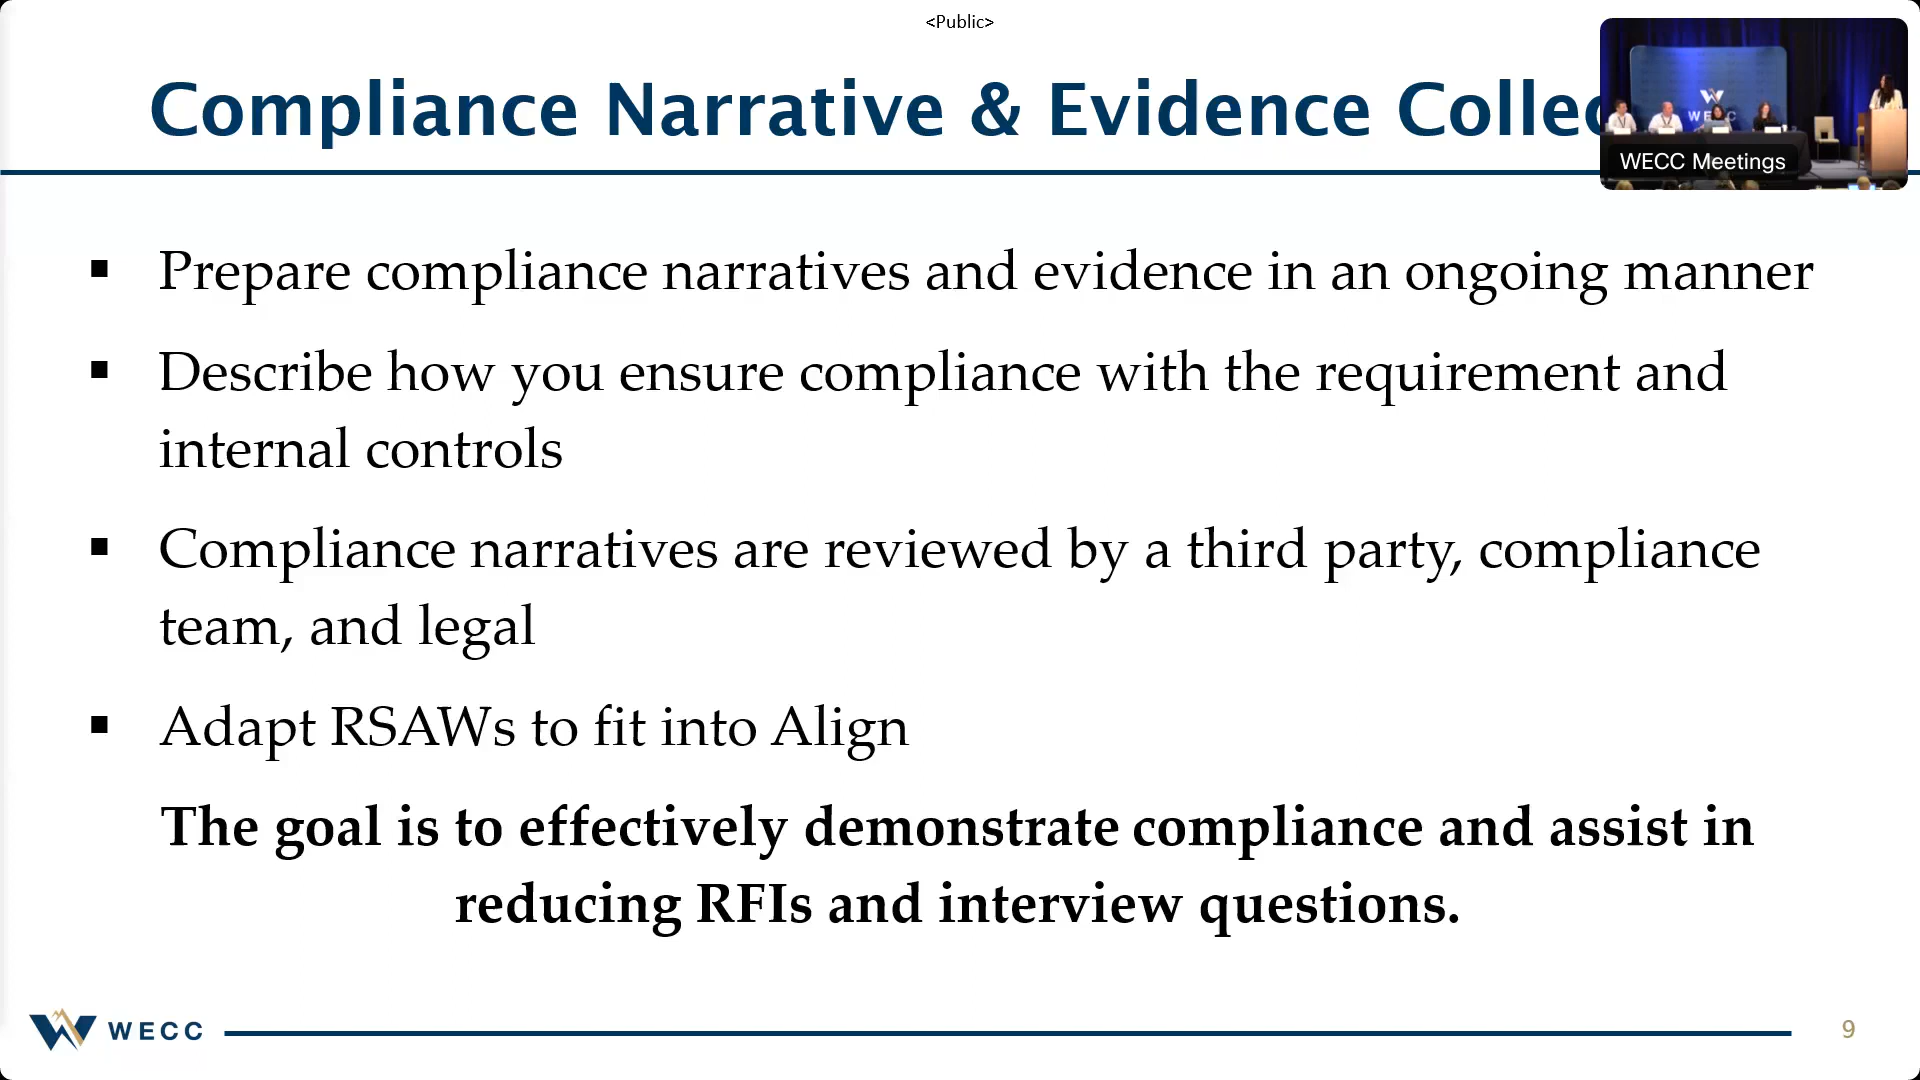 <Public>
Compliance Narrative & Evidence Collec
WECC
WECC Meetings
▪ Prepare compliance narratives and evidence in an ongoing manner
▪ Describe how you ensure compliance with the requirement and
internal controls
▪ Compliance narratives are reviewed by a third party, compliance
team, and legal
▪ Adapt RSAWs to fit into Align
The goal is to effectively demonstrate compliance and assist in
reducing RFIs and interview questions.
WECC
9